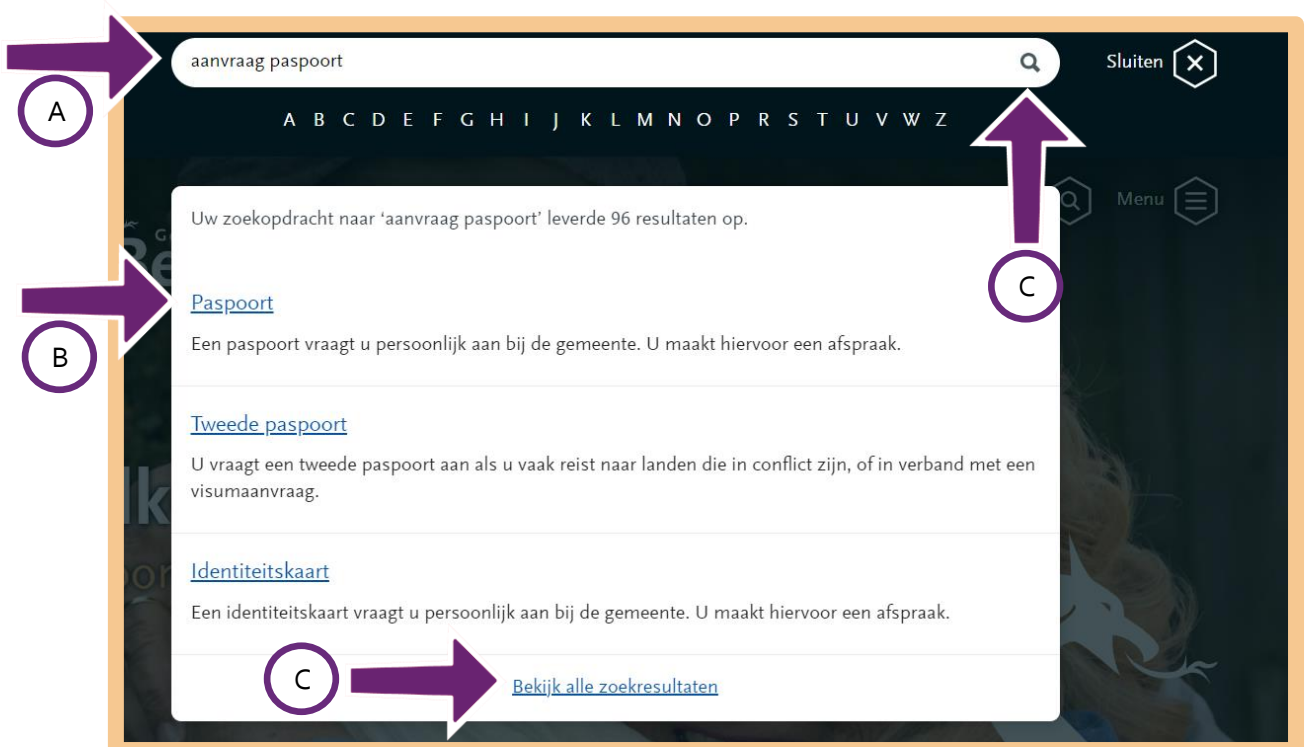 aanvraag paspoort
Sluiten
A
A B C D E F G H I J K L M N O P R S T U V W Z
Menu
Uw zoekopdracht naar ‘aanvraag paspoort’ leverde 96 resultaten op.
C
Paspoort
B
Een paspoort vraagt u persoonlijk aan bij de gemeente. U maakt hiervoor een afspraak.
Tweede paspoort
U vraagt een tweede paspoort aan als u vaak reist naar landen die in conflict zijn, of in verband met een
visumaanvraag.
Identiteitskaart
Een identiteitskaart vraagt u persoonlijk aan bij de gemeente. U maakt hiervoor een afspraak.
C
Bekijk alle zoekresultaten